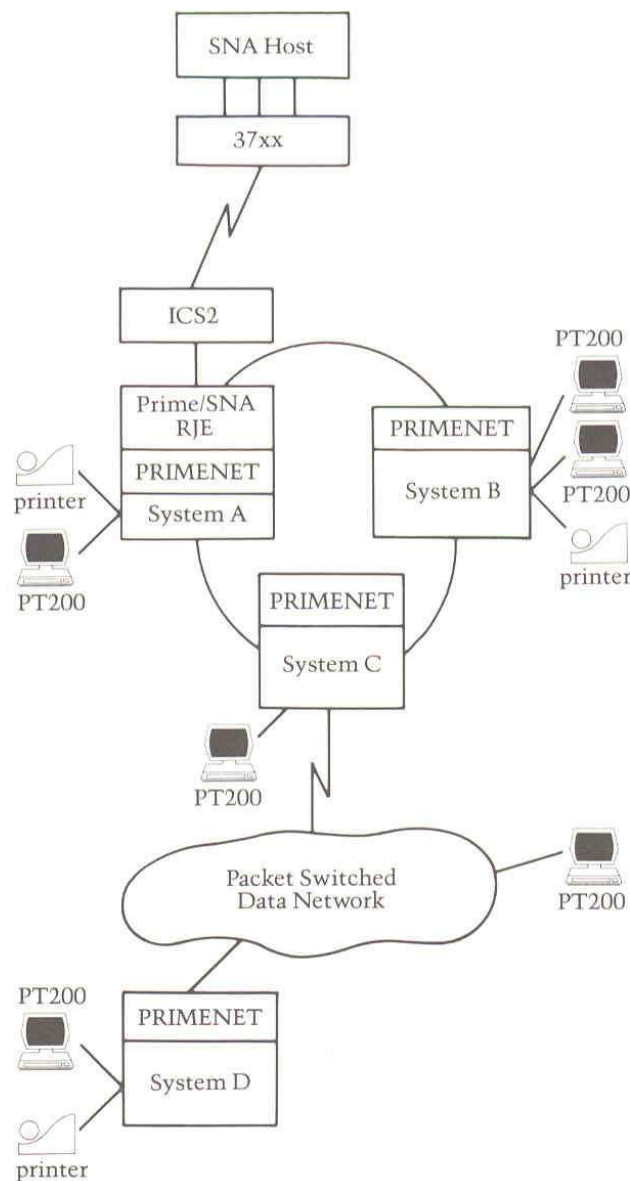 SNA Host
37xx
ICS2
Prime/SNA
RJE
PRIMENET
System A
printer
PT200
PRIMENET
System B
PT200
PT200
printer
PRIMENET
System C
PT200
Packet Switched
Data Network
PT200
PRIMENET
System D
PT200
printer